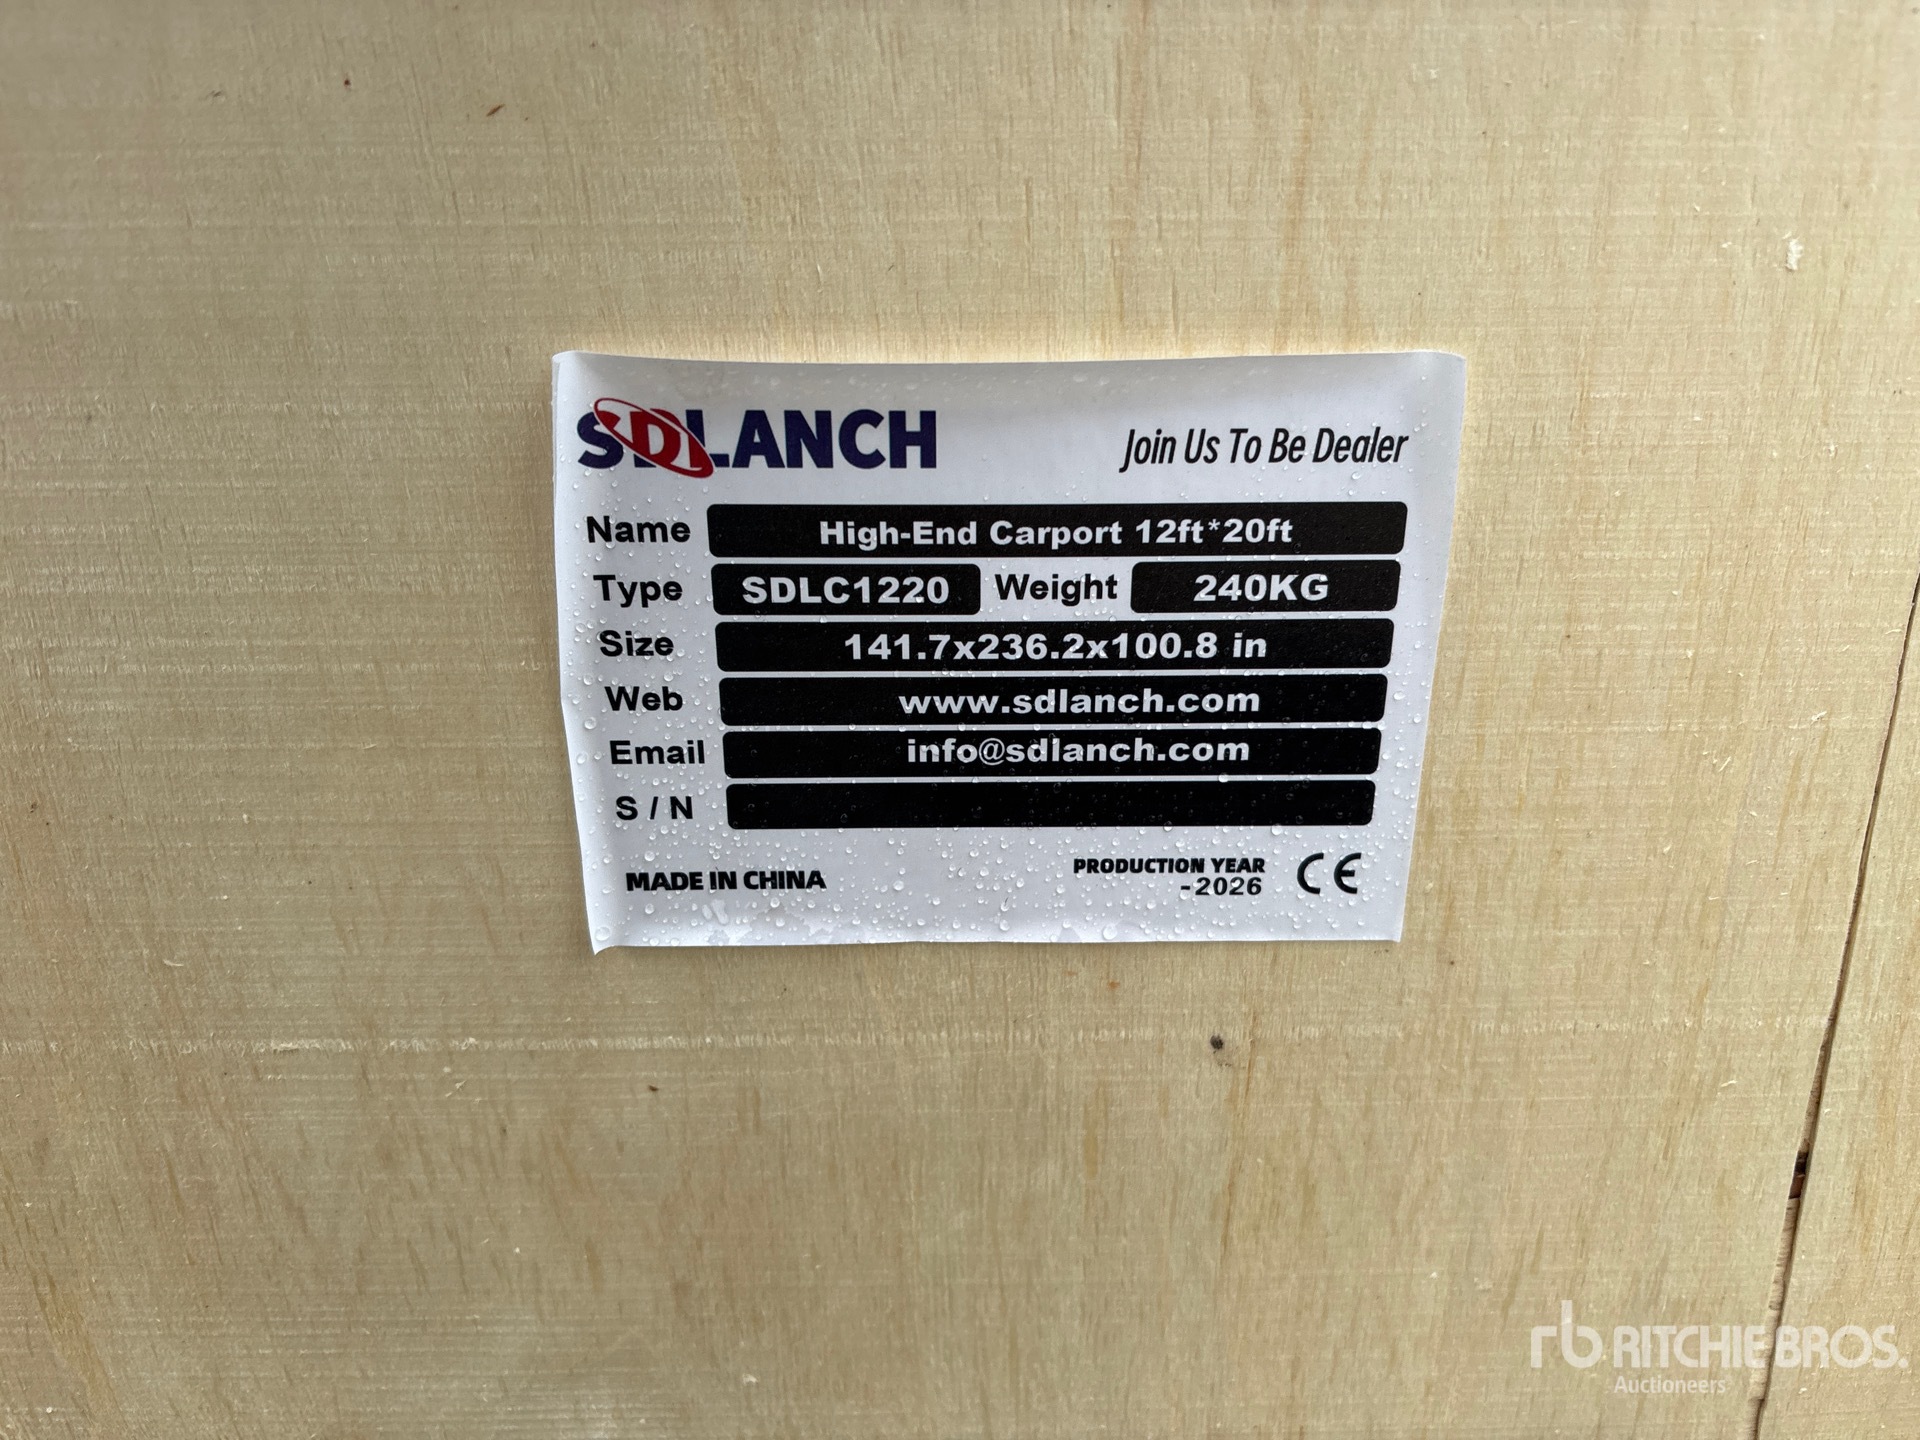 SDLANCH
Join Us To Be Dealer
Name High-End Carport 12ft*20ft
Type SDLC1220 Weight 240KG
Size 141.7x236.2x100.8 in
Web www.sdlanch.com
Email info@sdlanch.com
S / N
MADE IN CHINA
PRODUCTION YEAR
-2026
CE
rb RITCHIE BROS.
Auctioneers